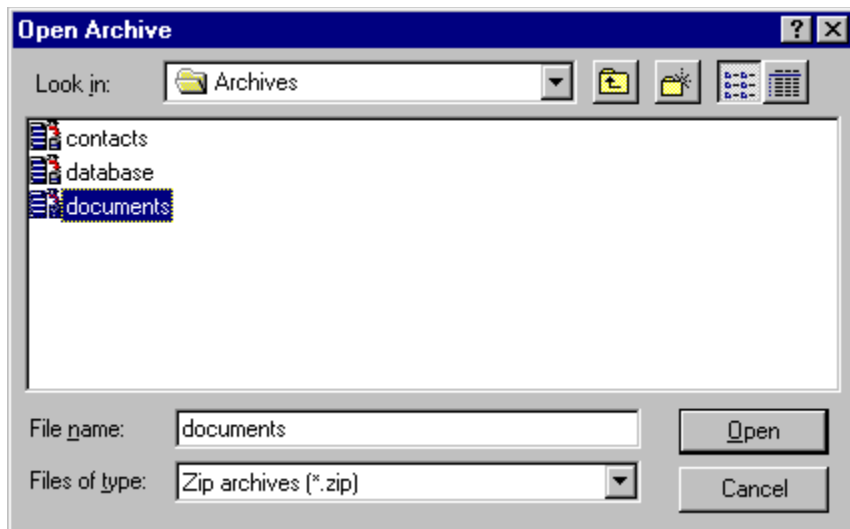 Open Archive
Look in: Archives
contacts
database
documents
File name: documents Open
Files of type: Zip archives (*.zip) Cancel